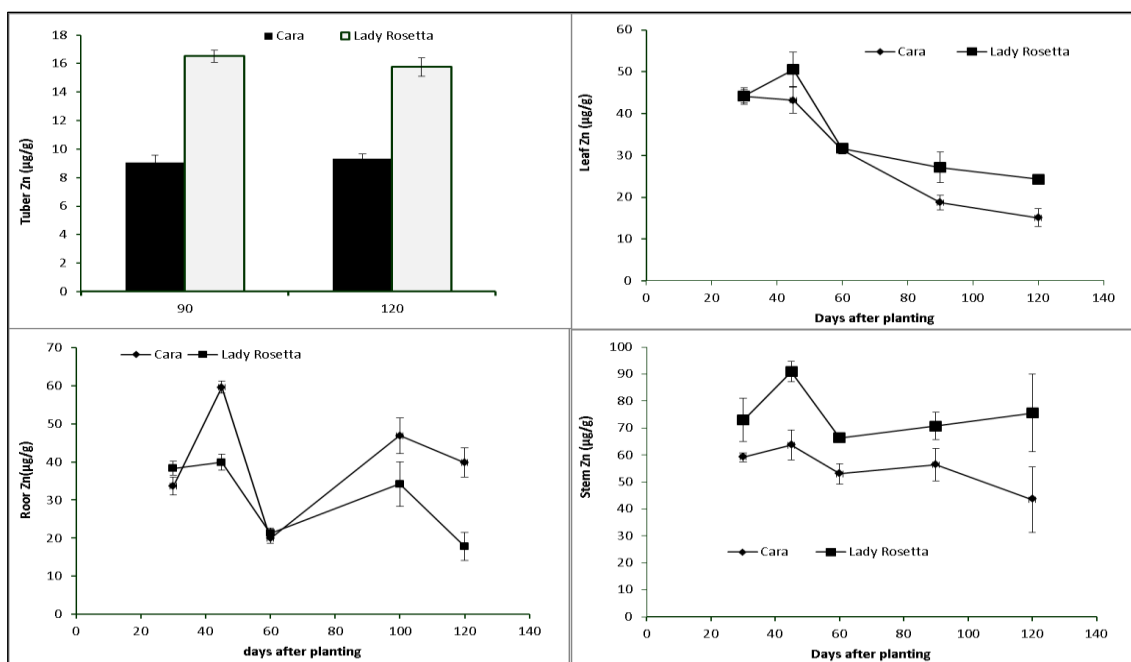 Cara Lady Rosetta
Tuber Zn (µg/g)
18
16
14
12
10
8
6
4
2
0
90 120
Cara Lady Rosetta
Leaf Zn (µg/g)
60
50
40
30
20
10
0
0 20 40 60 80 100 120 140
Days after planting
Cara Lady Rosetta
Roor Zn(µg/g)
70
60
50
40
30
20
10
0
0 20 40 60 80 100 120 140
days after planting
Stem Zn (µg/g)
100
90
80
70
60
50
40
30
20
10
0
Cara Lady Rosetta
0 20 40 60 80 100 120 140
Days after planting